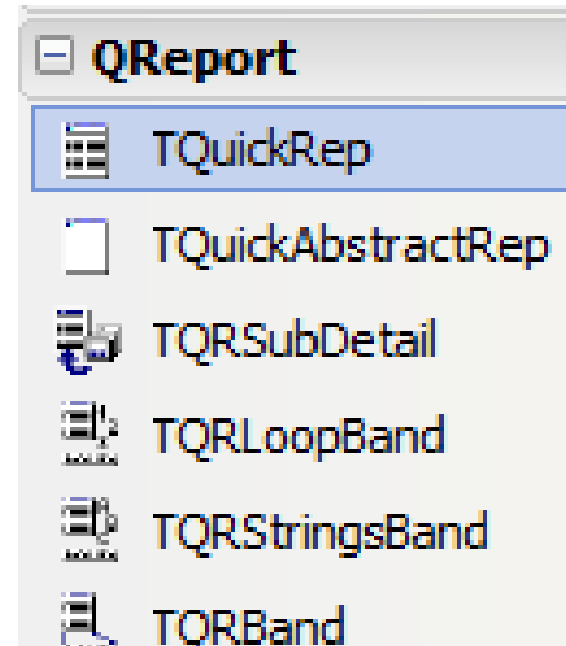 QReport
TQuickRep
TQuickAbstractRep
TQRSubDetail
TQRLoopBand
TQRStringsBand
TQRBand